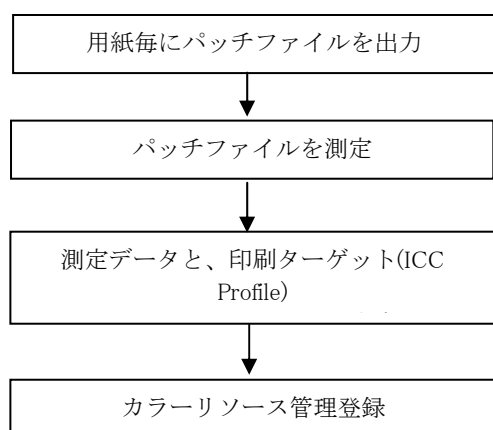 用紙毎にパッチファイルを出力
パッチファイルを測定
測定データと、印刷ターゲット(ICC
Profile)
カラーリソース管理登録